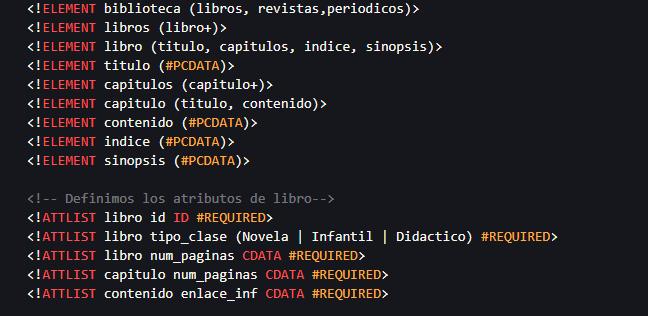 <!ELEMENT biblioteca (libros, revistas,periodicos)>
<!ELEMENT libros (libro+)>
<!ELEMENT libro (titulo, capitulos, indice, sinopsis)>
<!ELEMENT titulo (#PCDATA)>
<!ELEMENT capitulos (capitulo+)>
<!ELEMENT capitulo (titulo, contenido)>
<!ELEMENT contenido (#PCDATA)>
<!ELEMENT indice (#PCDATA)>
<!ELEMENT sinopsis (#PCDATA)>
<!-- Definimos los atributos de libro-->
<!ATTLIST libro id ID #REQUIRED>
<!ATTLIST libro tipo_clase (Novela | Infantil | Didactico) #REQUIRED>
<!ATTLIST libro num_paginas CDATA #REQUIRED>
<!ATTLIST capitulo num_paginas CDATA #REQUIRED>
<!ATTLIST contenido enlace_inf CDATA #REQUIRED>